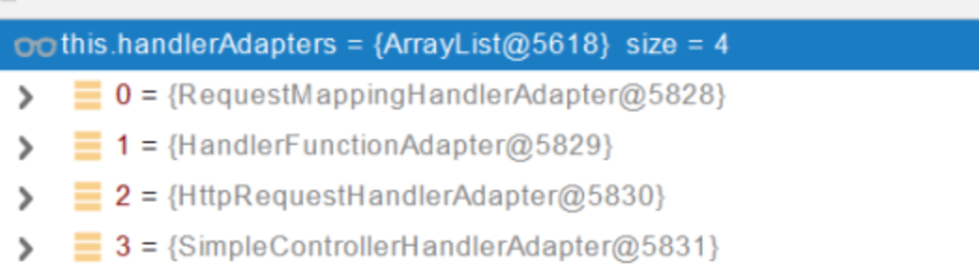 this.handlerAdapters = {ArrayList@5618} size = 4
0 = {RequestMappingHandlerAdapter@5828}
1 = {HandlerFunctionAdapter@5829}
2 = {HttpRequestHandlerAdapter@5830}
3 = {SimpleControllerHandlerAdapter@5831}